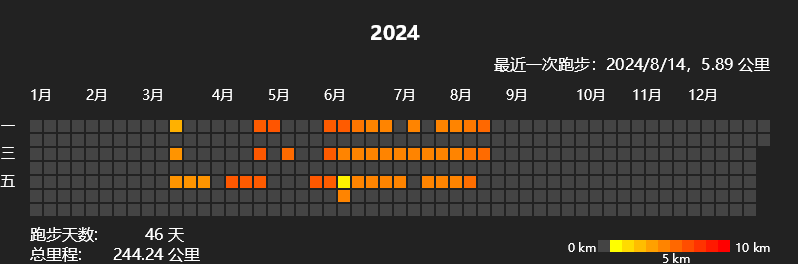 2024
最近一次跑步：2024/8/14，5.89 公里
1月 2月 3月 4月 5月 6月 7月 8月 9月 10月 11月 12月
一
三
五
跑步天数: 46 天
总里程: 244.24 公里
0 km 10 km
5 km